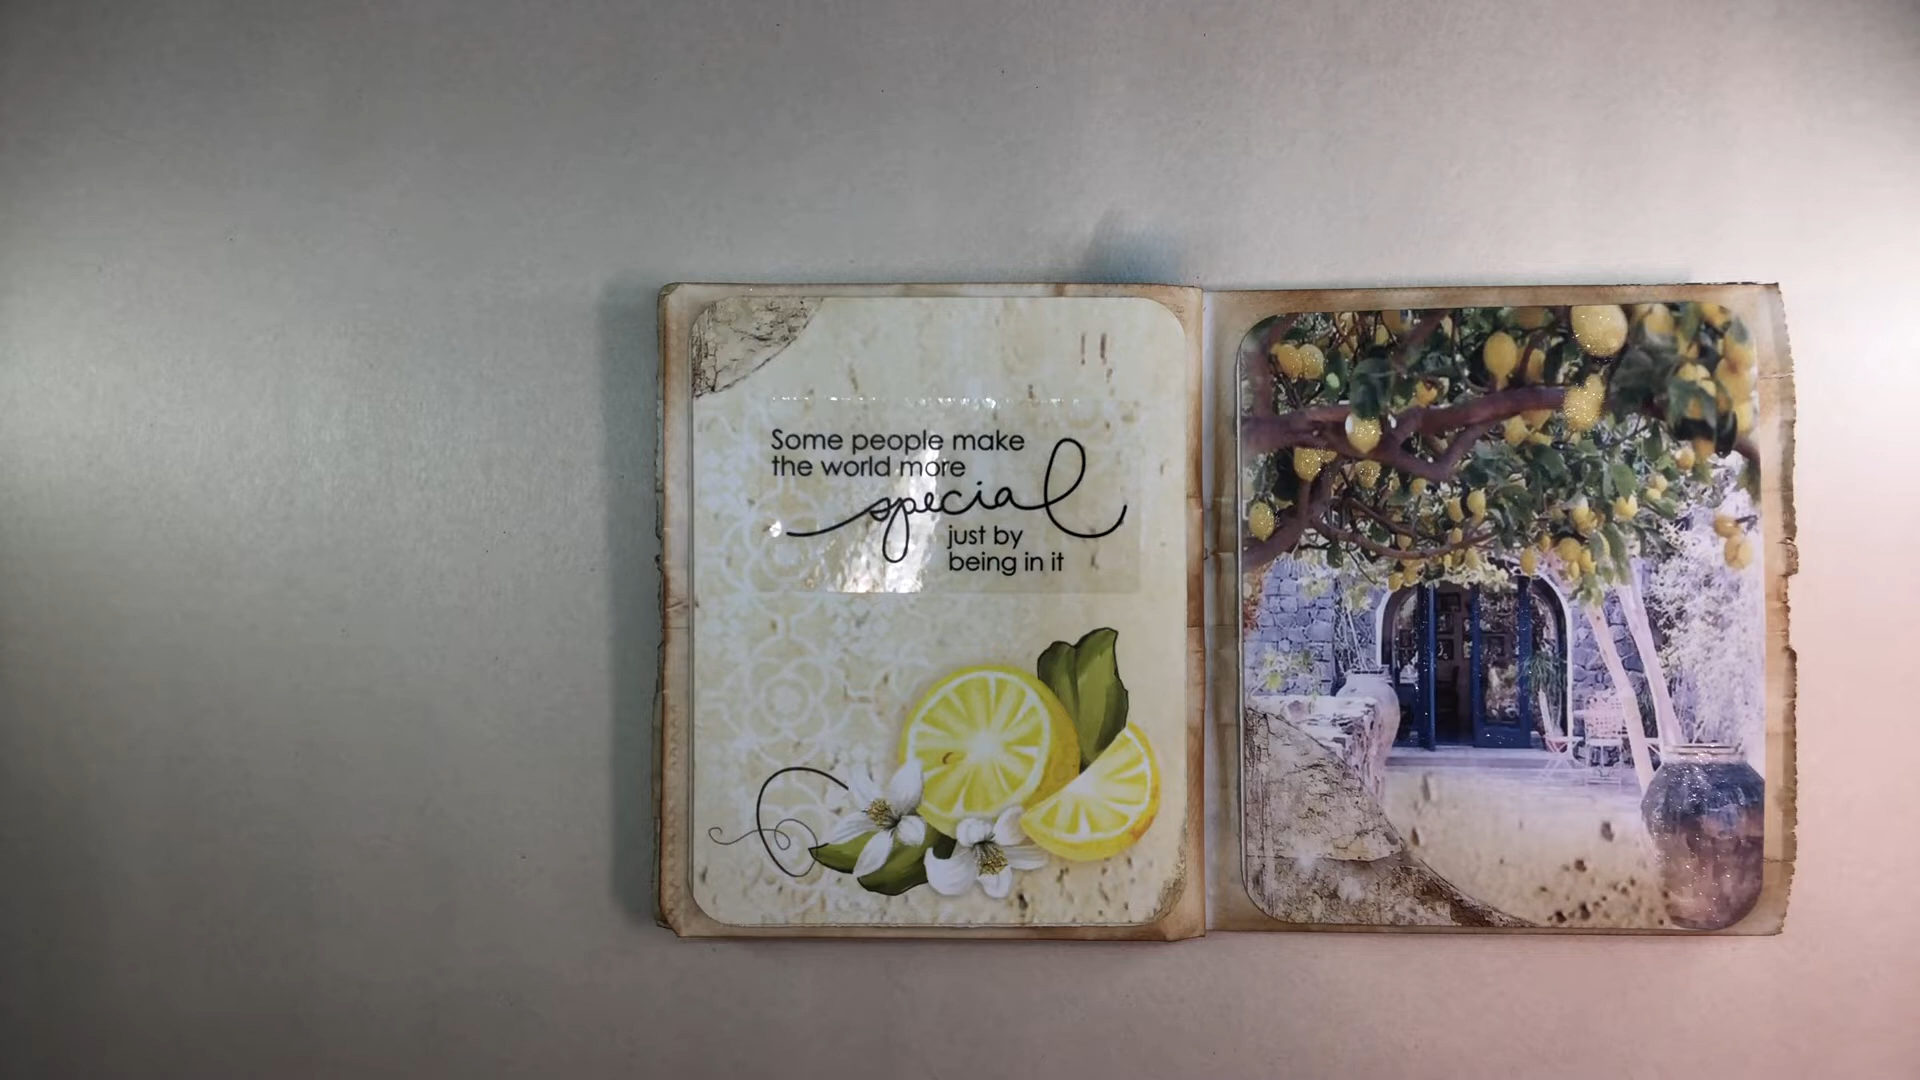 Some people make
the world more
special
just by
being in it